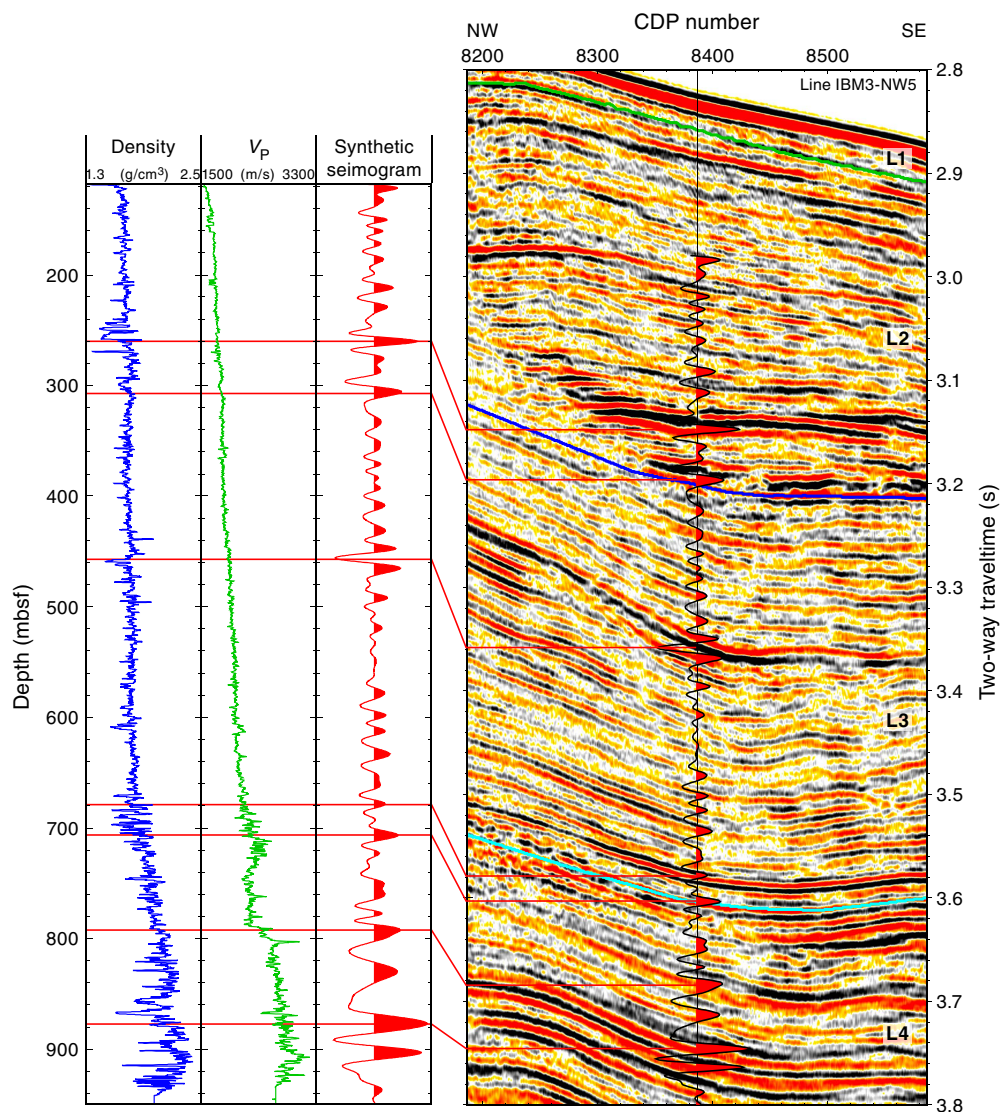 CDP number
NW
SE
8200
8300
8400
8500
Line IBM3-NW5
Density
1.3 (g/cm³) 2.5
VP
1500 (m/s) 3300
Synthetic
seimogram
Depth (mbsf)
200
300
400
500
600
700
800
900
L1
L2
L3
L4
2.8
2.9
3.0
3.1
3.2
3.3
3.4
3.5
3.6
3.7
3.8
Two-way traveltime (s)